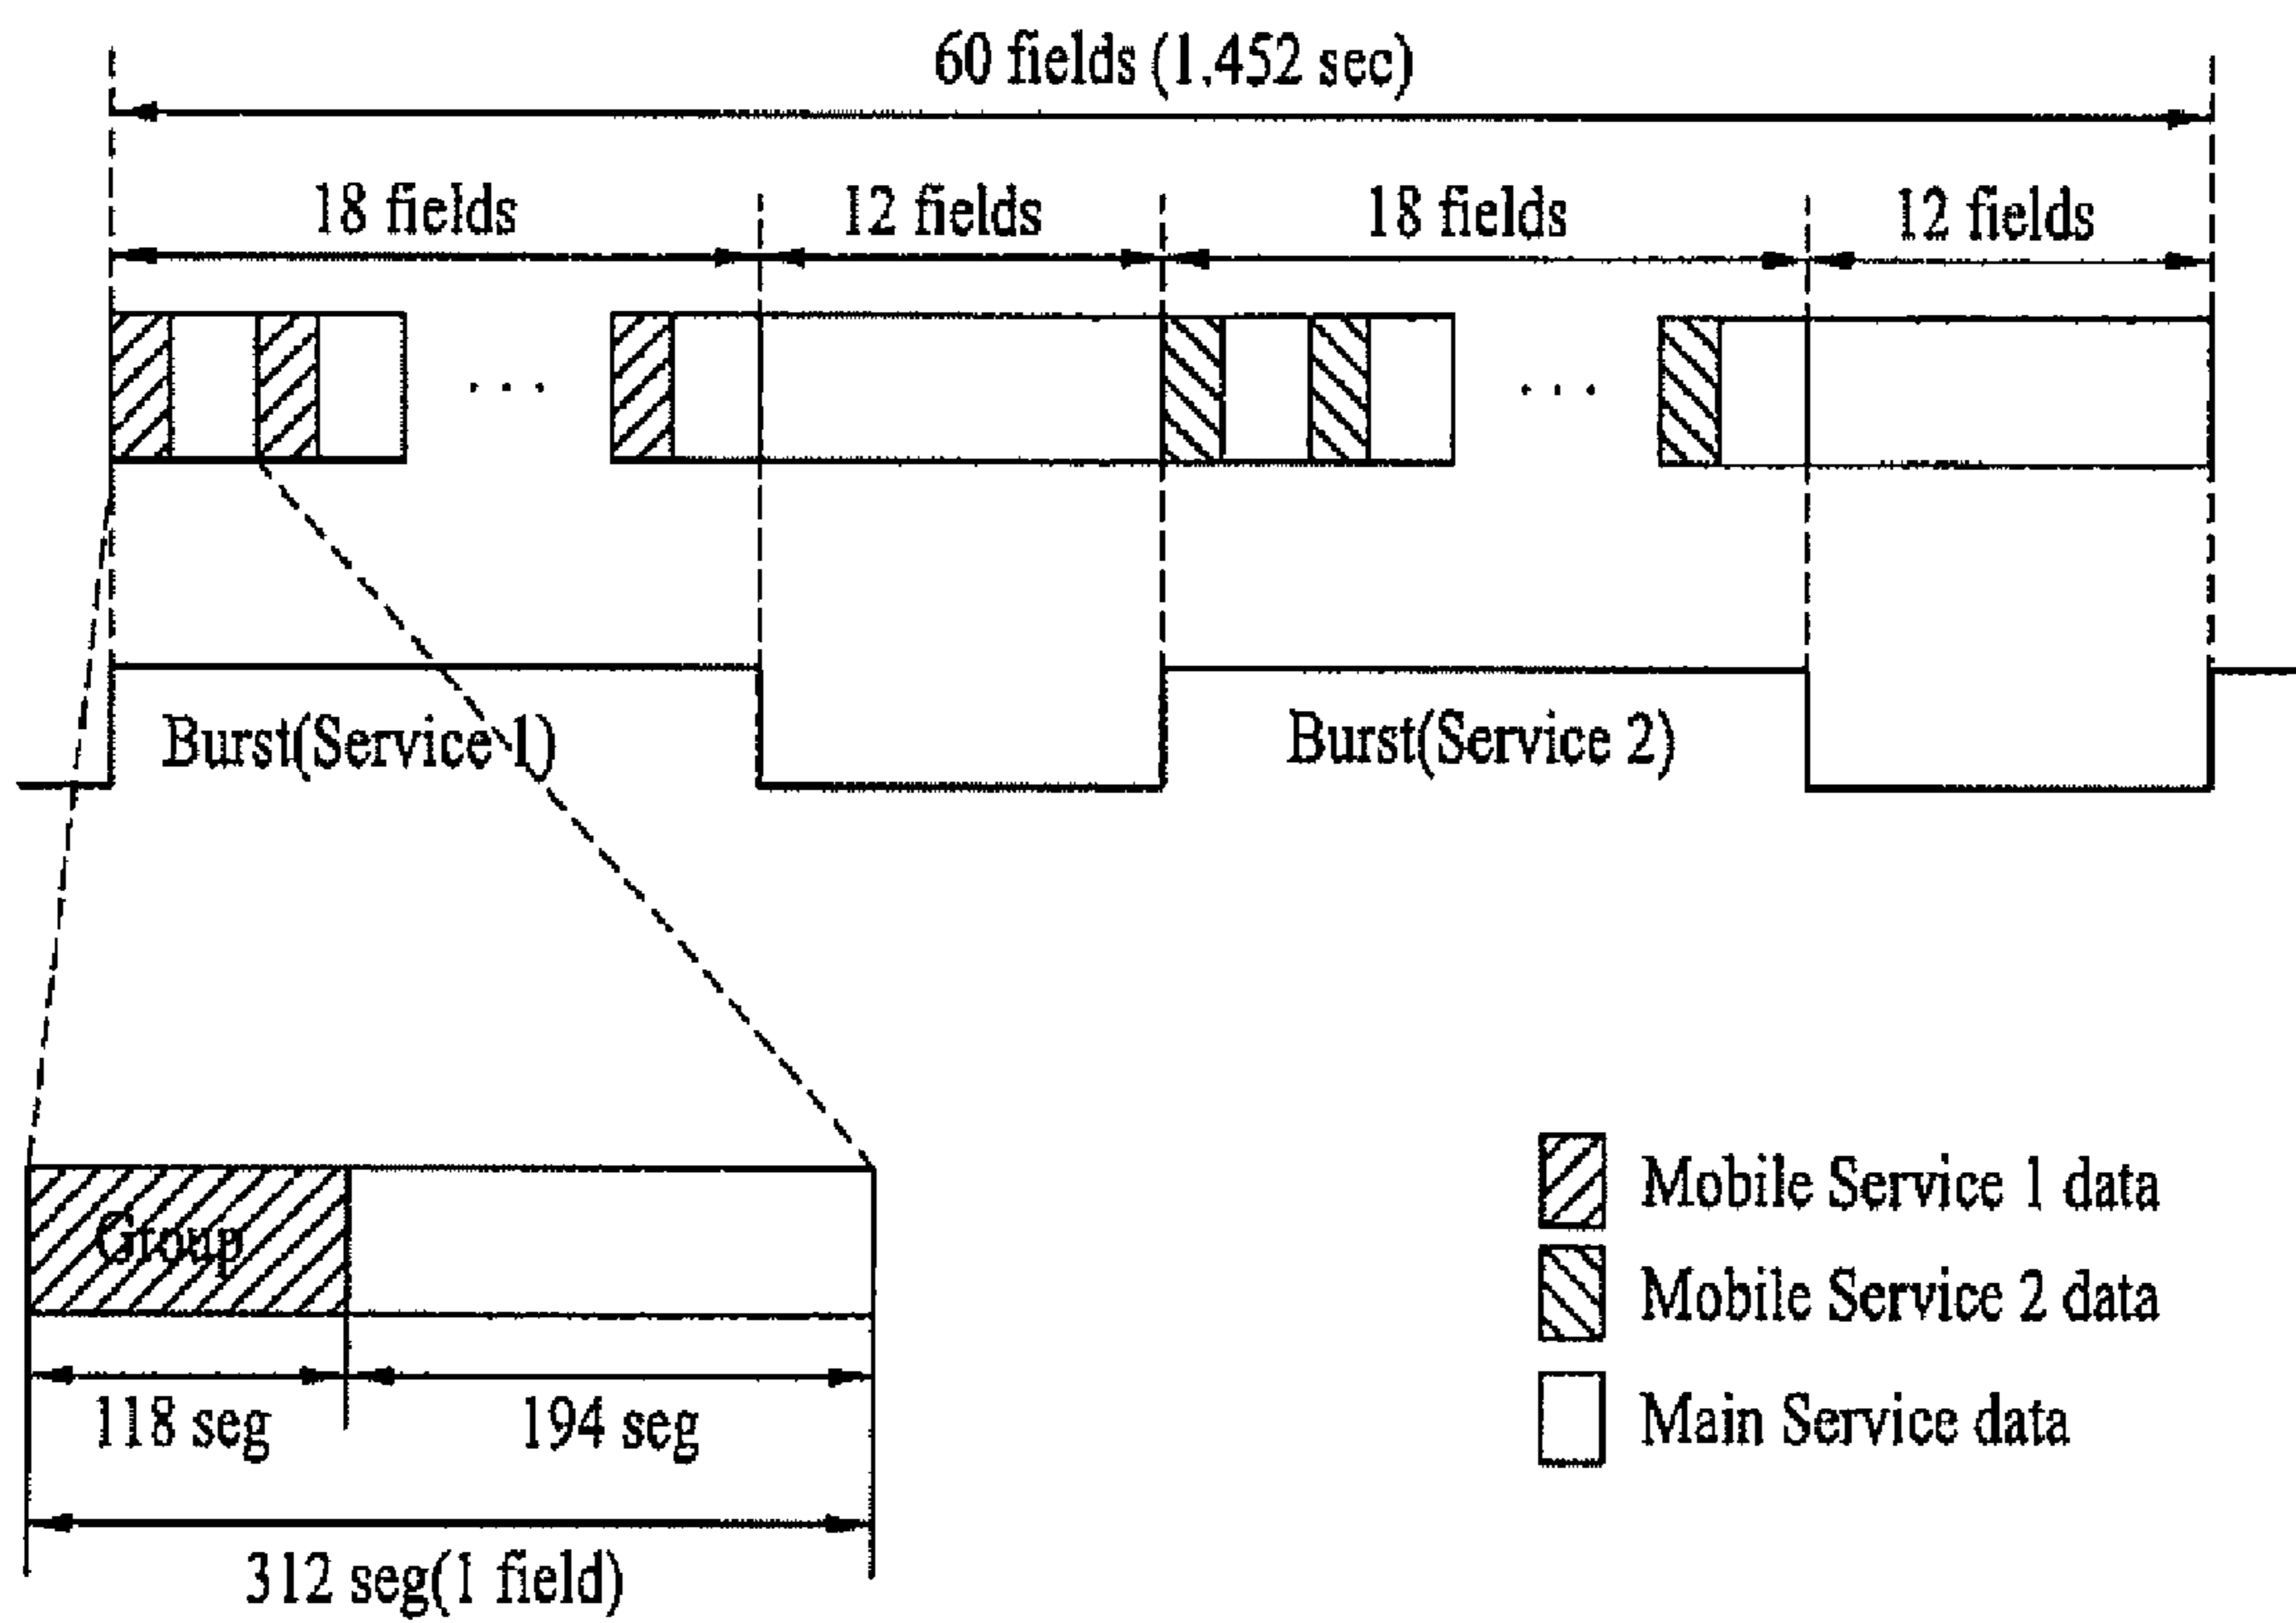 60 fields (1.452 sec)
18 fields
12 fields
18 fields
12 fields
. . .
. . .
Burst(Service 1)
Burst(Service 2)
Group
118 seg
194 seg
312 seg(1 field)
Mobile Service 1 data
Mobile Service 2 data
Main Service data